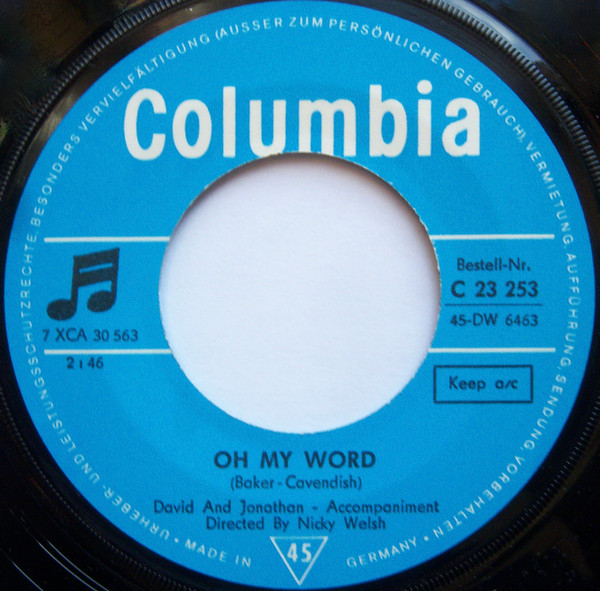 URHEBER- UND LEISTUNGSSCHUTZRECHTE, BESONDERS VERVIELFÄLTIGUNG (AUSSER ZUM PERSÖNLICHEN GEBRAUCH), VERMIETUNG, AUFFÜHRUNG, SENDUNG, VORBEHALTEN •
Columbia
7 XCA 30 563
2:46
Bestell-Nr.
C 23 253
45-DW 6463
Keep a/c
OH MY WORD
(Baker-Cavendish)
David And Jonathan - Accompaniment
Directed By Nicky Welsh
• MADE IN
45
GERMANY •